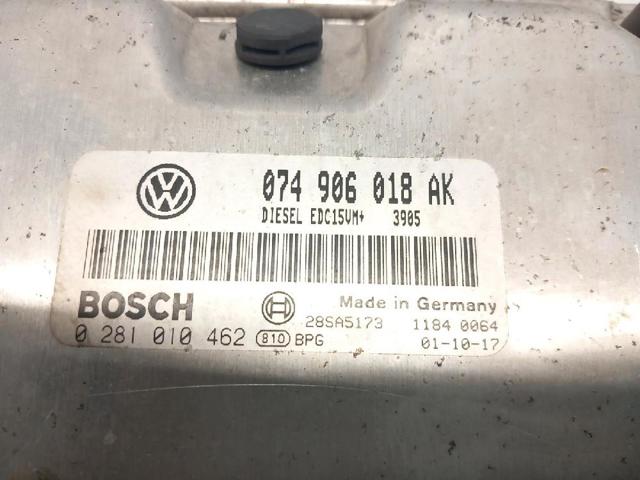 074 906 018 AK
DIESEL EDC15VM+ 3905
BOSCH Made in Germany
28SA5173 1184 0064
0 281 010 462 810 BPG 01-10-17